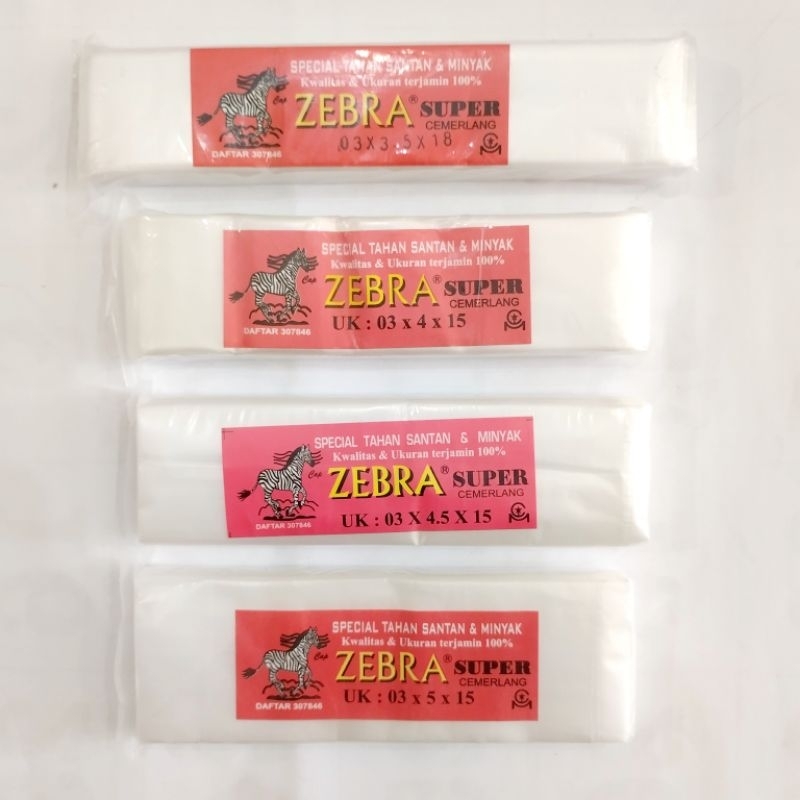 SPECIAL TAHAN SANTAN & MINYAK
Kwalitas & Ukuran terjamin 100%
Cap ZEBRA® SUPER
CEMERLANG
03X3.5X18
DAFTAR 307846
SPECIAL TAHAN SANTAN & MINYAK
Kwalitas & Ukuran terjamin 100%
Cap ZEBRA® SUPER
CEMERLANG
UK : 03 x 4 x 15
DAFTAR 307846
SPECIAL TAHAN SANTAN & MINYAK
Kwalitas & Ukuran terjamin 100%
Cap ZEBRA® SUPER
CEMERLANG
UK : 03 X 4.5 X 15
DAFTAR 307846
SPECIAL TAHAN SANTAN & MINYAK
Kwalitas & Ukuran terjamin 100%
Cap ZEBRA® SUPER
CEMERLANG
UK : 03 x 5 x 15
DAFTAR 307846